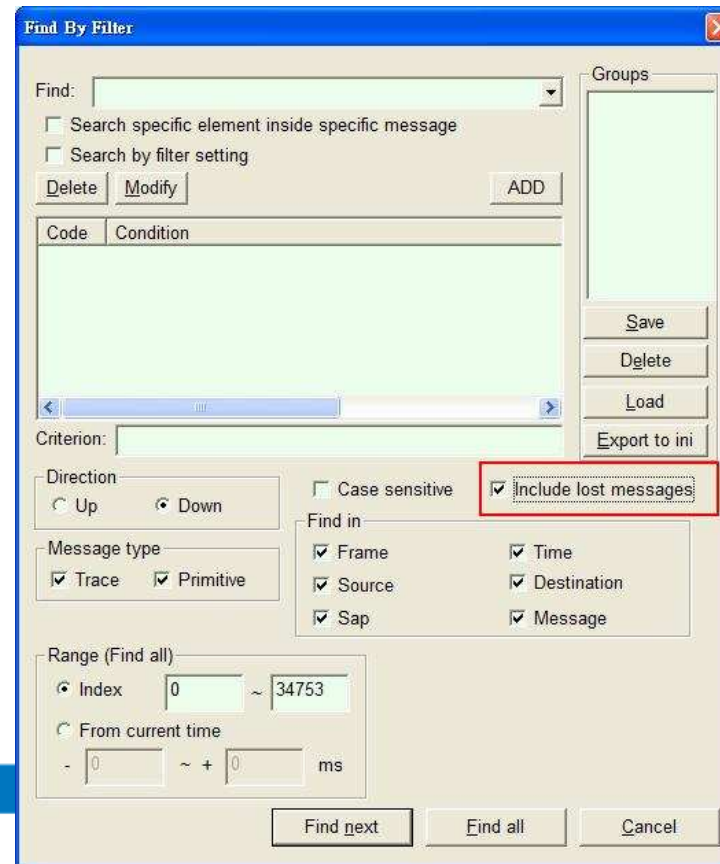 Find By Filter
Find:
Search specific element inside specific message
Search by filter setting
Delete Modify ADD
Code Condition
Criterion:
Groups
Save
Delete
Load
Export to ini
Direction
Up Down
Case sensitive Include lost messages
Message type
Trace Primitive
Find in
Frame Time
Source Destination
Sap Message
Range (Find all)
Index 0 ~ 34753
From current time
- 0 ~ + 0 ms
Find next Find all Cancel